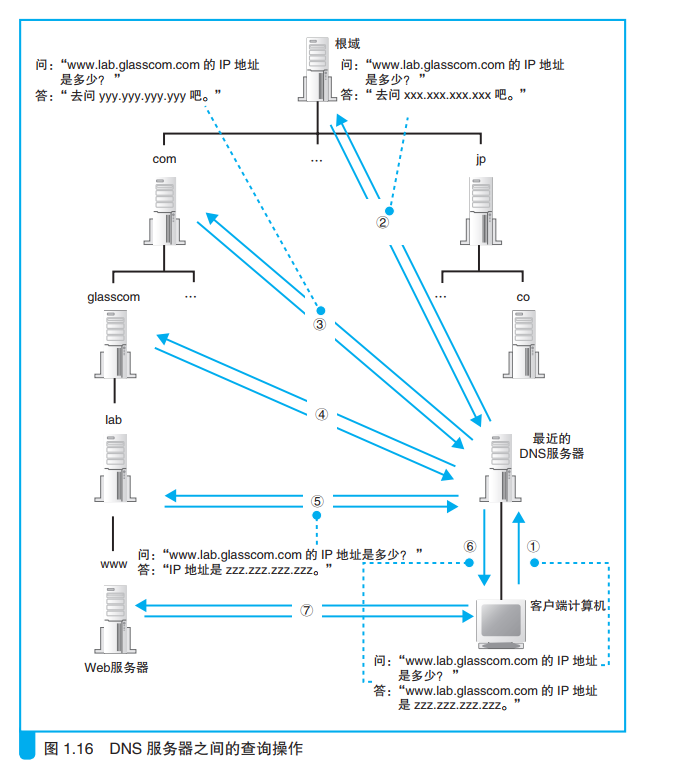 根域
问：“www.lab.glasscom.com 的 IP 地址
是多少？ ”
答：“ 去问 yyy.yyy.yyy.yyy 吧。”
问：“www.lab.glasscom.com 的 IP 地址
是多少？ ”
答：“ 去问 xxx.xxx.xxx.xxx 吧。”
com
…
jp
②
glasscom
…
…
co
③
④
lab
最近的
DNS服务器
⑤
www
问：“www.lab.glasscom.com 的 IP 地址是多少？ ”
答：“IP 地址是 zzz.zzz.zzz.zzz。”
⑥
①
⑦
客户端计算机
Web服务器
问：“www.lab.glasscom.com 的 IP 地址
是多少？ ”
答：“www.lab.glasscom.com 的 IP 地址
是 zzz.zzz.zzz.zzz。”
图 1.16 DNS 服务器之间的查询操作